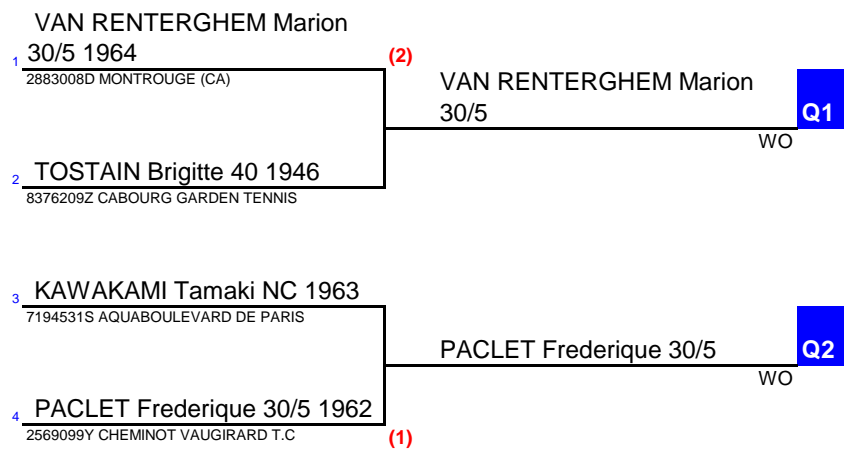 VAN RENTERGHEM Marion
1 30/5 1964 (2)
2883008D MONTROUGE (CA)
VAN RENTERGHEM Marion
30/5 Q1
WO
2 TOSTAIN Brigitte 40 1946
8376209Z CABOURG GARDEN TENNIS
3 KAWAKAMI Tamaki NC 1963
7194531S AQUABOULEVARD DE PARIS
PACLET Frederique 30/5 Q2
WO
4 PACLET Frederique 30/5 1962
2569099Y CHEMINOT VAUGIRARD T.C (1)